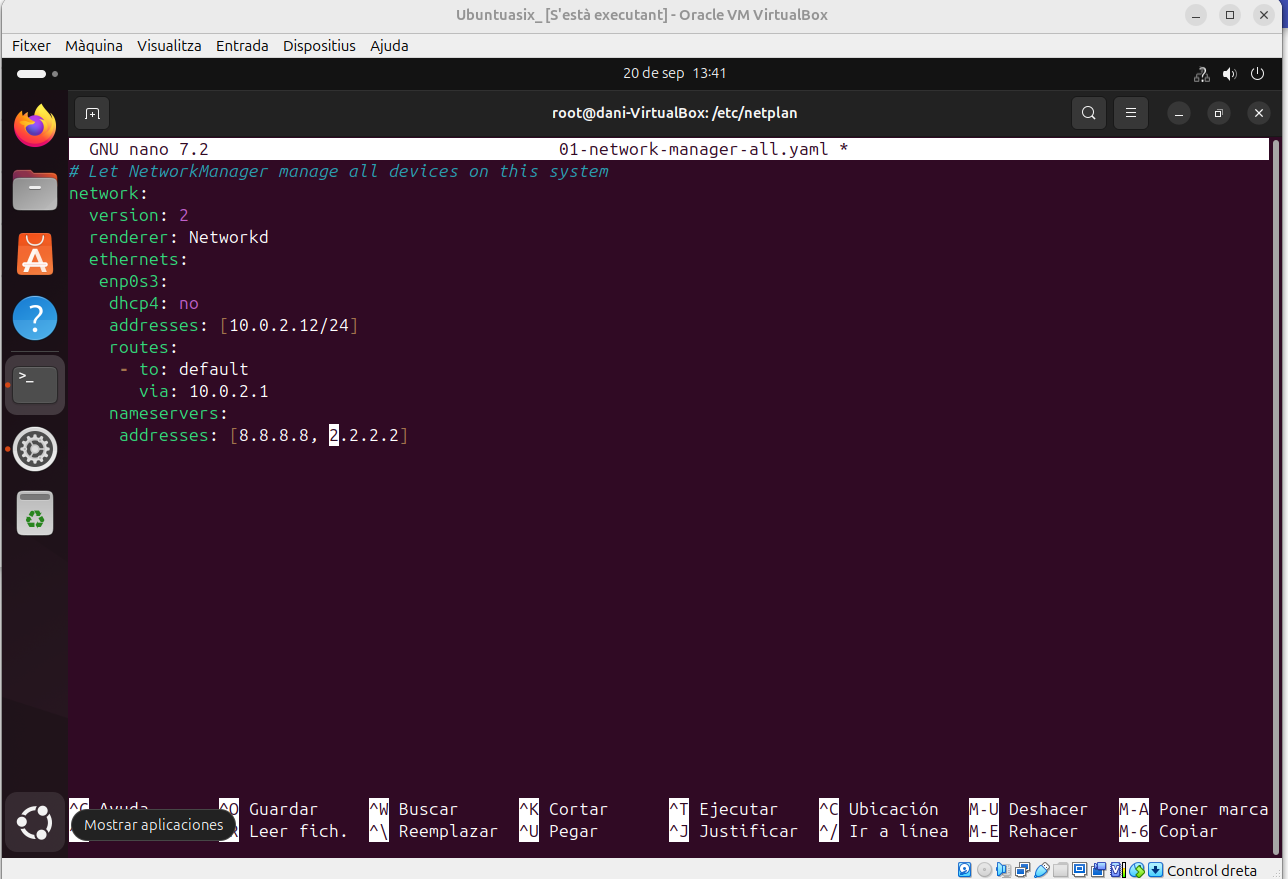 Ubuntuasix_ [S'està executant] - Oracle VM VirtualBox
Fitxer Màquina Visualitza Entrada Dispositius Ajuda
20 de sep 13:41
root@dani-VirtualBox: /etc/netplan
GNU nano 7.2 01-network-manager-all.yaml *
# Let NetworkManager manage all devices on this system
network:
  version: 2
  renderer: Networkd
  ethernets:
   enp0s3:
    dhcp4: no
    addresses: [10.0.2.12/24]
    routes:
     - to: default
       via: 10.0.2.1
    nameservers:
     addresses: [8.8.8.8, 2.2.2.2]
^O Guardar ^W Buscar ^K Cortar ^T Ejecutar ^C Ubicación M-U Deshacer M-A Poner marca
Leer fich. ^\ Reemplazar ^U Pegar ^J Justificar ^/ Ir a línea M-E Rehacer M-6 Copiar
Mostrar aplicaciones
Control dreta